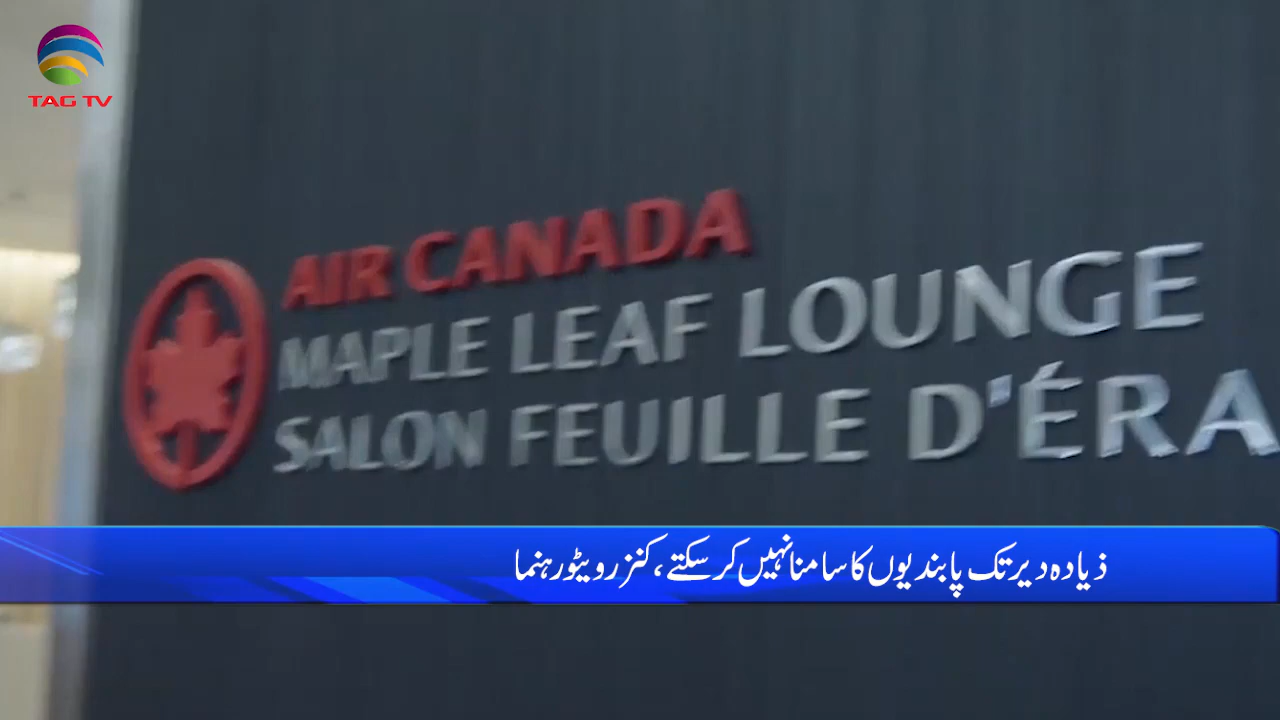 TAG TV
AIR CANADA
MAPLE LEAF LOUNGE
SALON FEUILLE D'ÉRA
ذیادہ دیر تک پابندیوں کا سامنا نہیں کر سکتے، کنزرویٹو رہنما